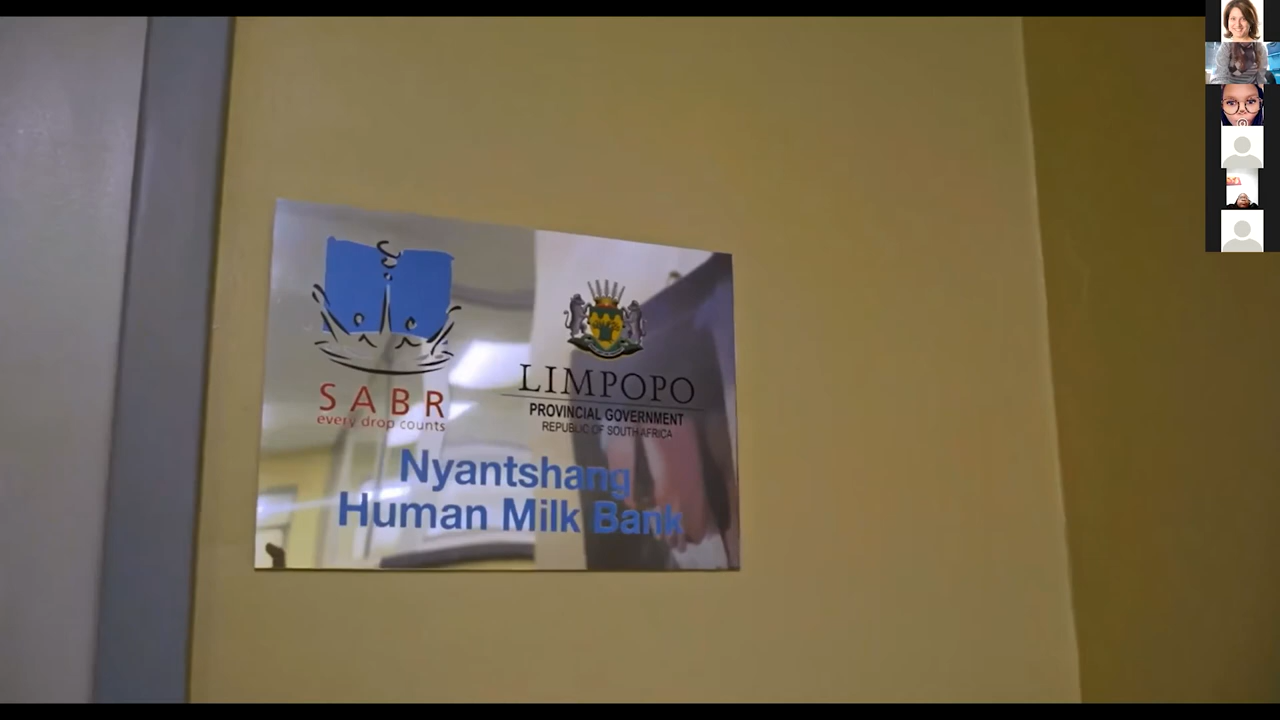 SABR
every drop counts
LIMPOPO
PROVINCIAL GOVERNMENT
REPUBLIC OF SOUTH AFRICA
Nyantshang
Human Milk Bank